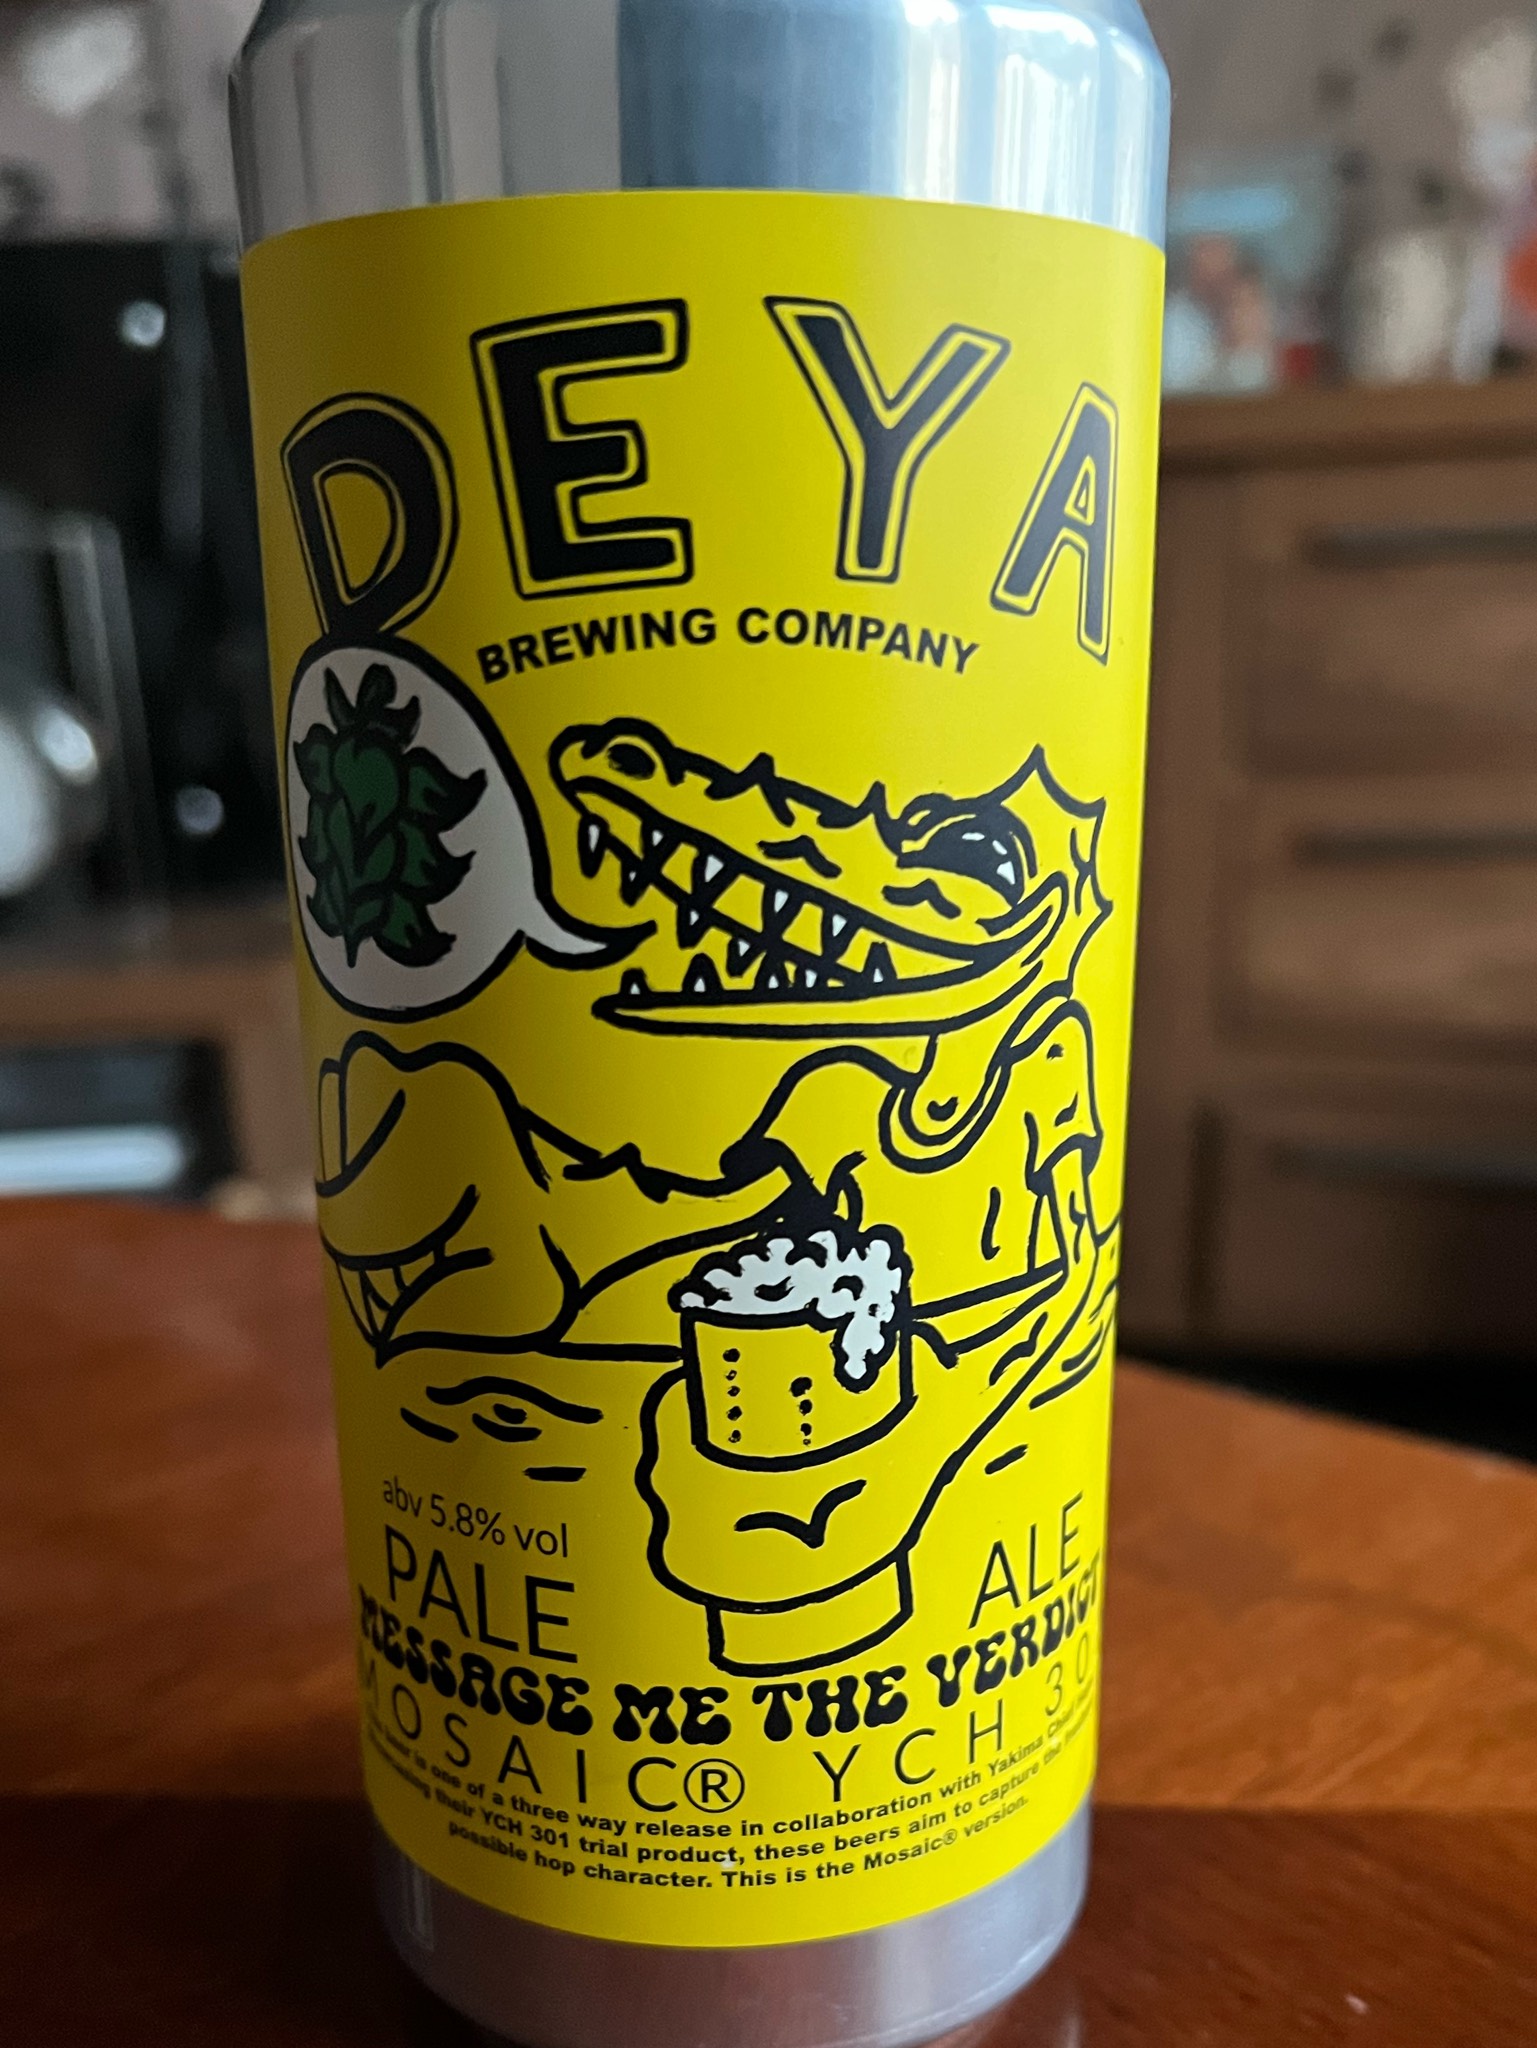 DEYA
BREWING COMPANY
abv 5.8% vol
PALE ALE
MESSAGE ME THE VERDICT
MOSAIC® YCH 30
beer is one of a three way release in collaboration with Yakima Chief
their YCH 301 trial product, these beers aim to capture the
possible hop character. This is the Mosaic® version.